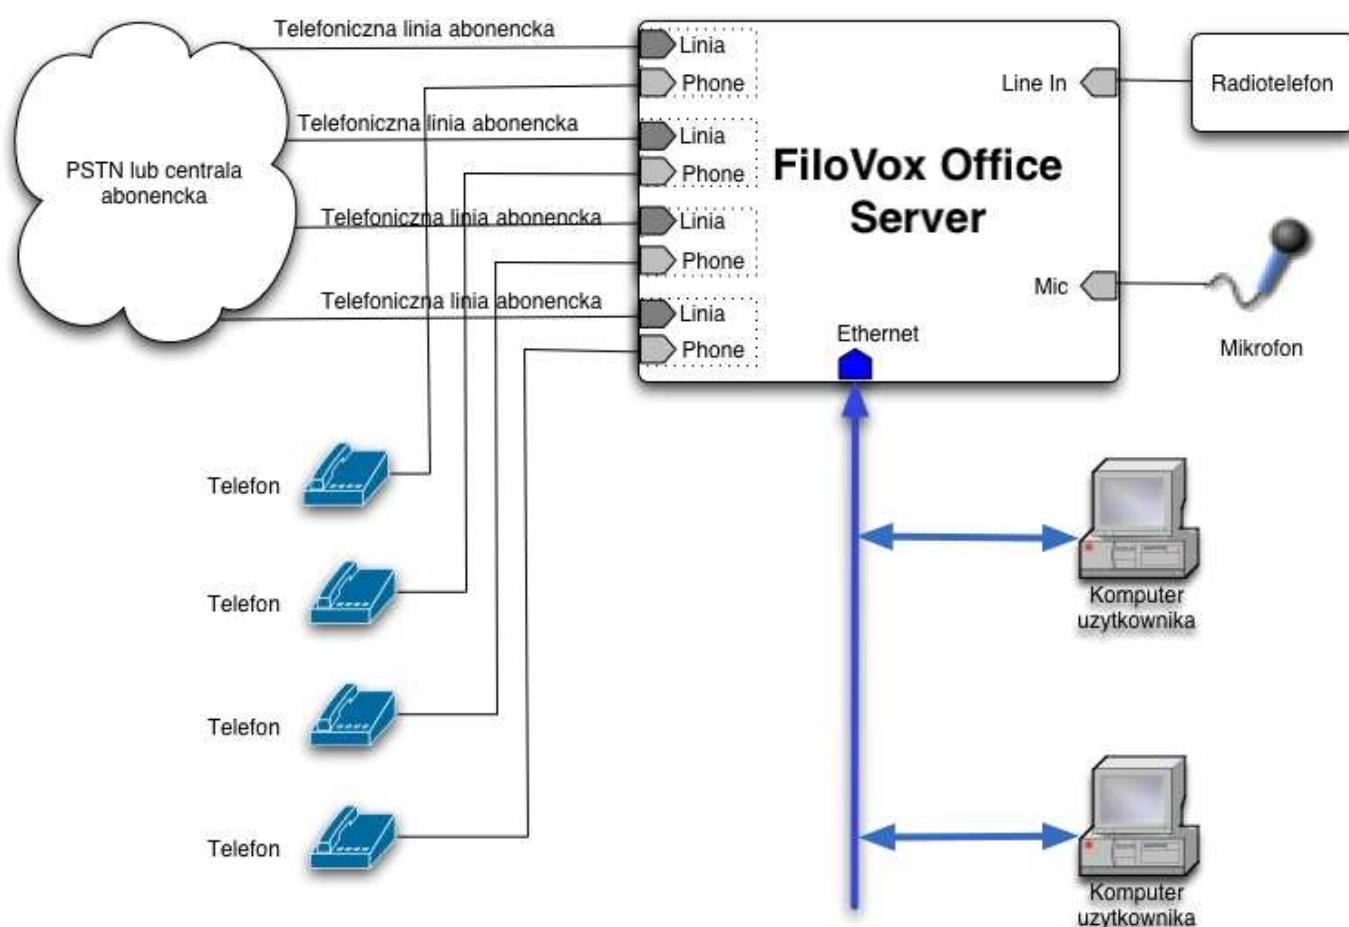 Telefoniczna linia abonencka
Linia
Phone
Line In
Radiotelefon
Telefoniczna linia abonencka
Linia
Phone
PSTN lub centrala
abonencka
FiloVox Office
Server
Telefoniczna linia abonencka
Linia
Phone
Mic
Mikrofon
Telefoniczna linia abonencka
Linia
Phone
Ethernet
Telefon
Telefon
Komputer
uzytkownika
Telefon
Telefon
Komputer
uzytkownika